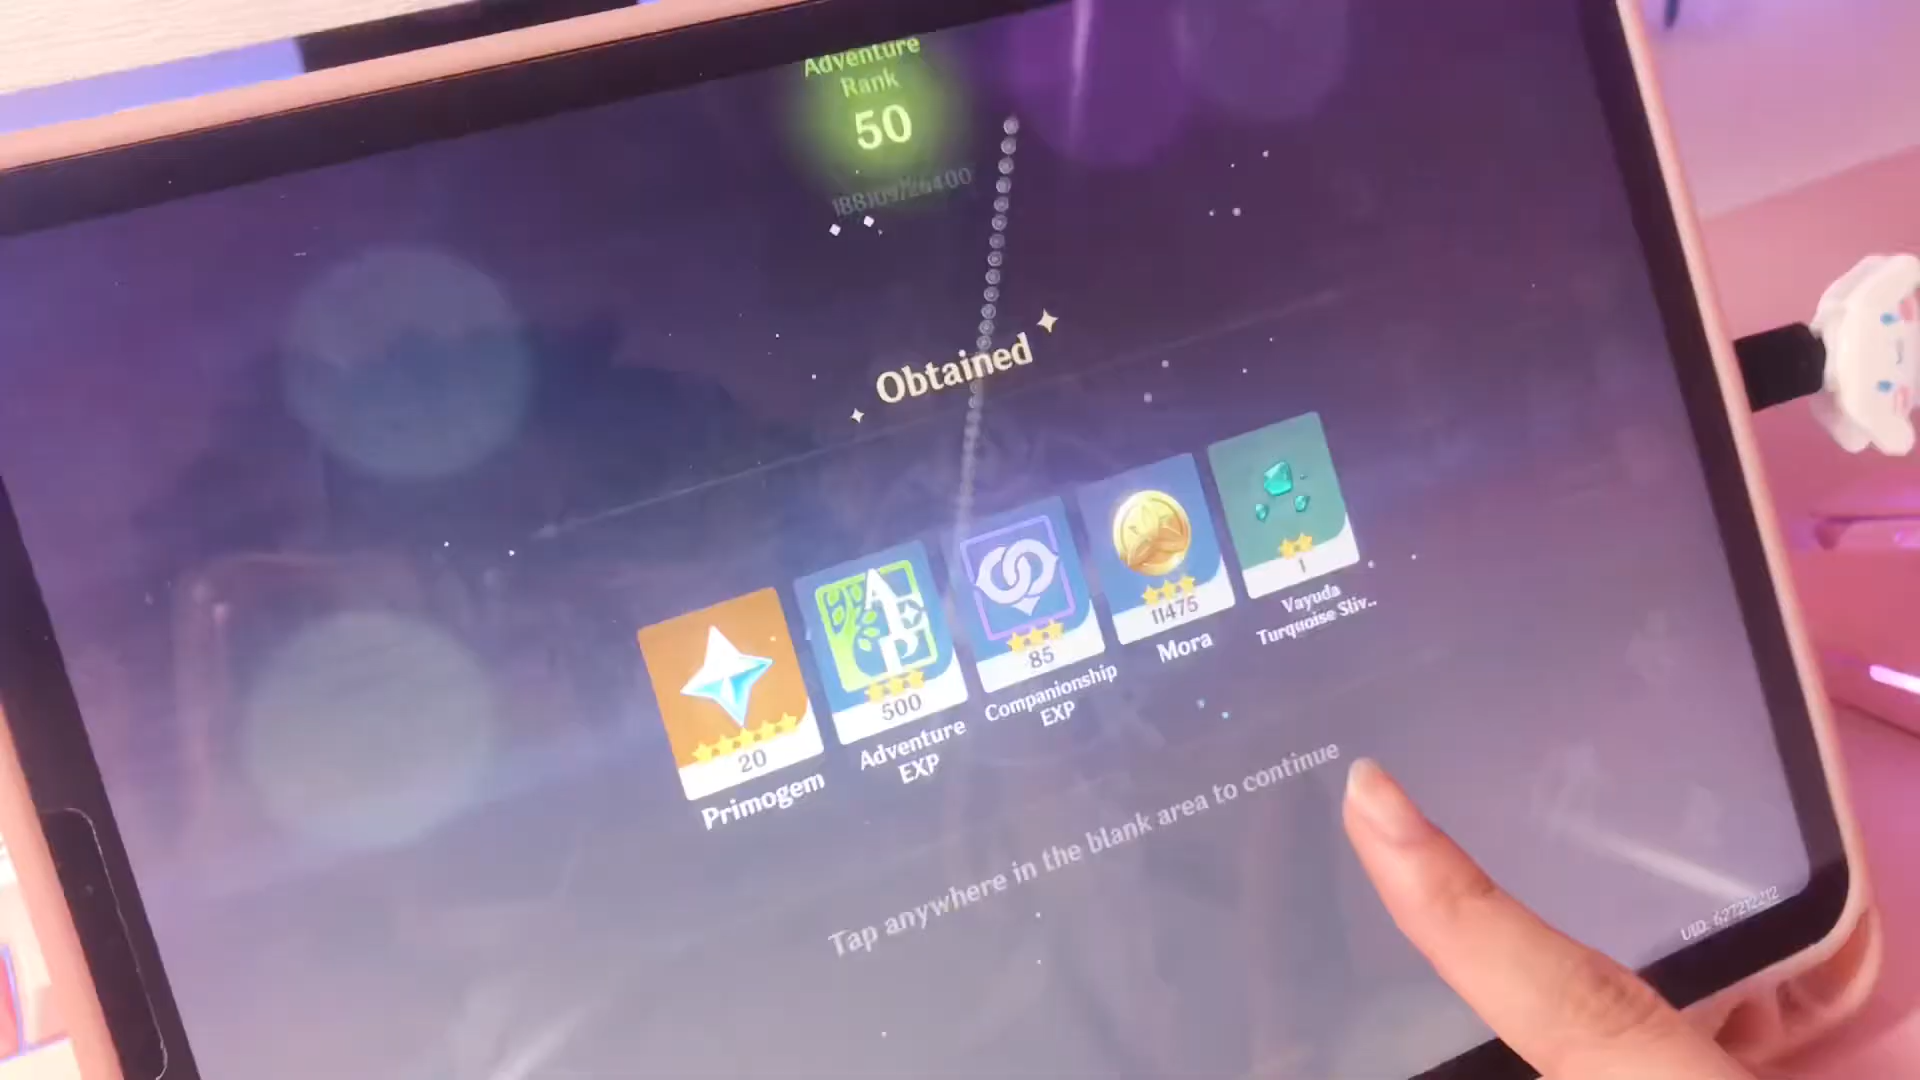 Adventure
Rank
50
Obtained
20
Primogem
500
Adventure
EXP
85
Companionship
EXP
11475
Mora
1
Vayuda
Turquoise Sliv..
Tap anywhere in the blank area to continue